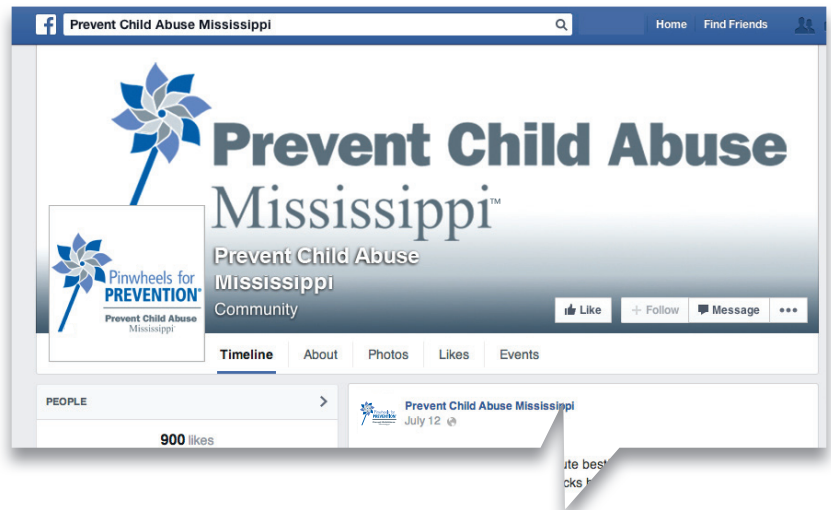 Prevent Child Abuse Mississippi
Home Find Friends
Prevent Child Abuse
Mississippi™
Prevent Child Abuse
Mississippi
Community
Pinwheels for
PREVENTION®
Prevent Child Abuse
Mississippi
Like + Follow Message •••
Timeline About Photos Likes Events
PEOPLE
900 likes
Prevent Child Abuse Mississippi
July 12
best